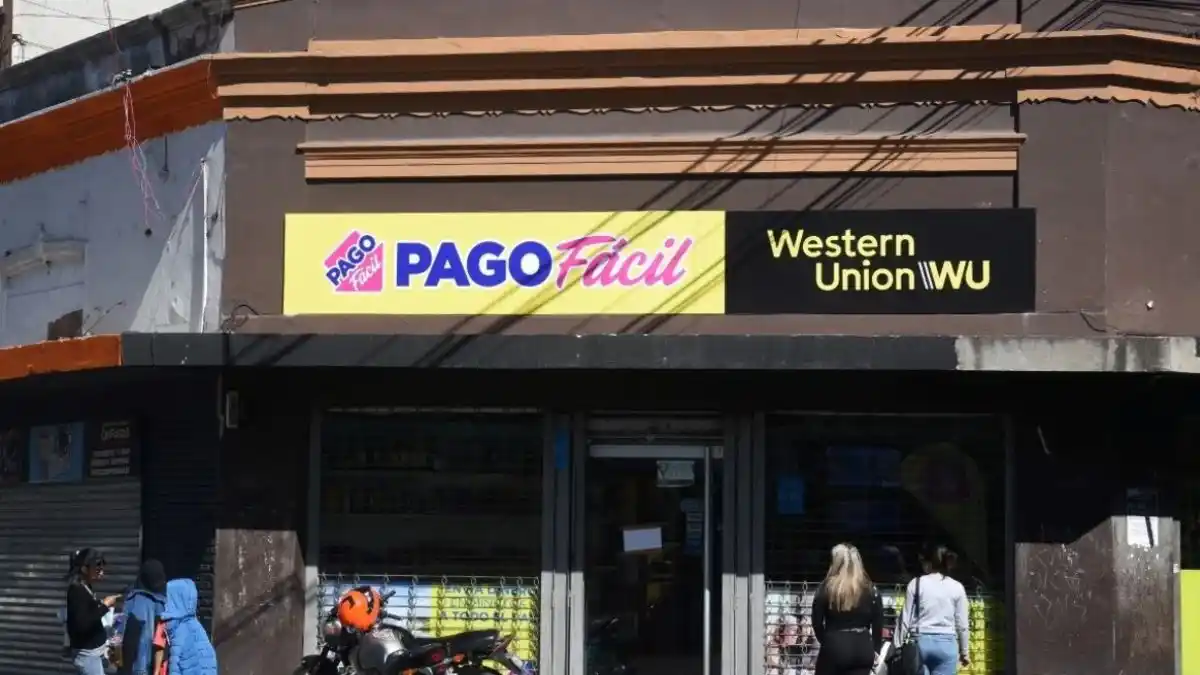 PAGO
Fácil
PAGO Fácil
Western
Union \\WU